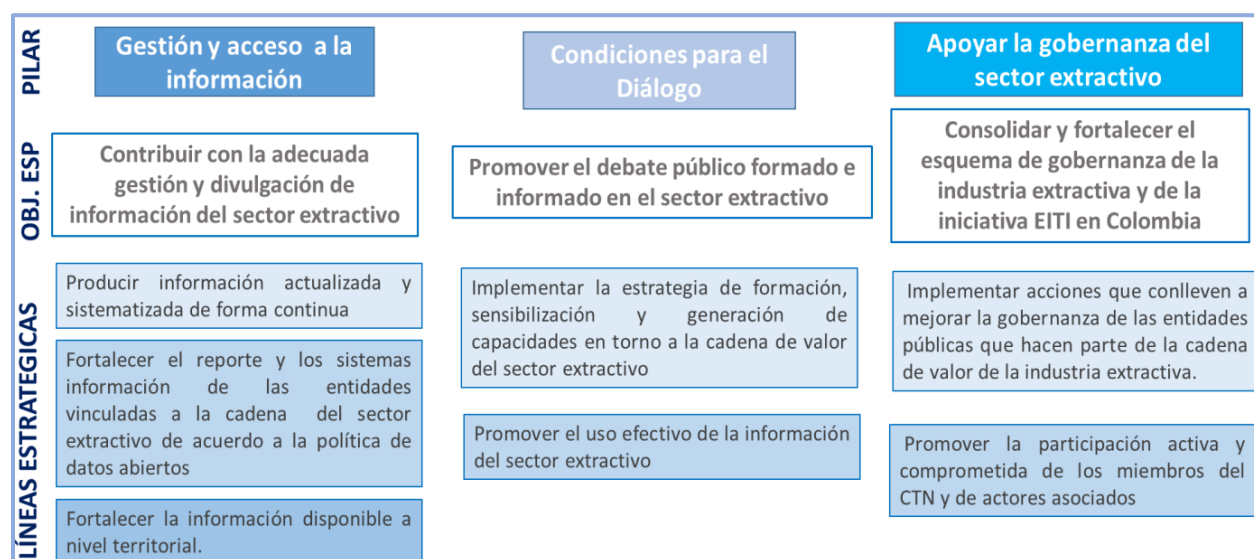 PILAR
Gestión y acceso a la
información
Condiciones para el
Diálogo
Apoyar la gobernanza del
sector extractivo
OBJ. ESP
Contribuir con la adecuada
gestión y divulgación de
información del sector extractivo
Promover el debate público formado e
informado en el sector extractivo
Consolidar y fortalecer el
esquema de gobernanza de la
industria extractiva y de la
iniciativa EITI en Colombia
LÍNEAS ESTRATEGICAS
Producir información actualizada y
sistematizada de forma continua
Fortalecer el reporte y los sistemas
información de las entidades
vinculadas a la cadena del sector
extractivo de acuerdo a la política de
datos abiertos
Fortalecer la información disponible a
nivel territorial.
Implementar la estrategia de formación,
sensibilización y generación de
capacidades en torno a la cadena de valor
del sector extractivo
Promover el uso efectivo de la información
del sector extractivo
Implementar acciones que conlleven a
mejorar la gobernanza de las entidades
públicas que hacen parte de la cadena
de valor de la industria extractiva.
Promover la participación activa y
comprometida de los miembros del
CTN y de actores asociados